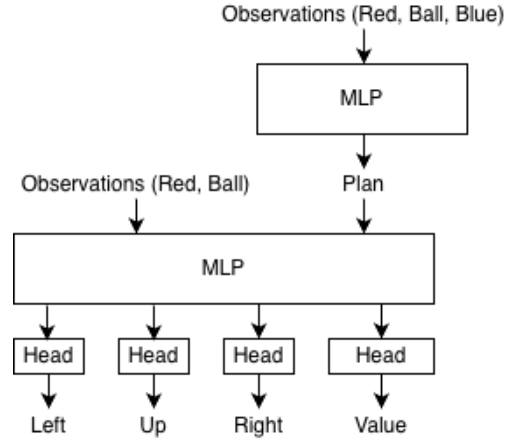 Observations (Red, Ball, Blue)
MLP
Observations (Red, Ball)
Plan
MLP
Head
Head
Head
Head
Left
Up
Right
Value